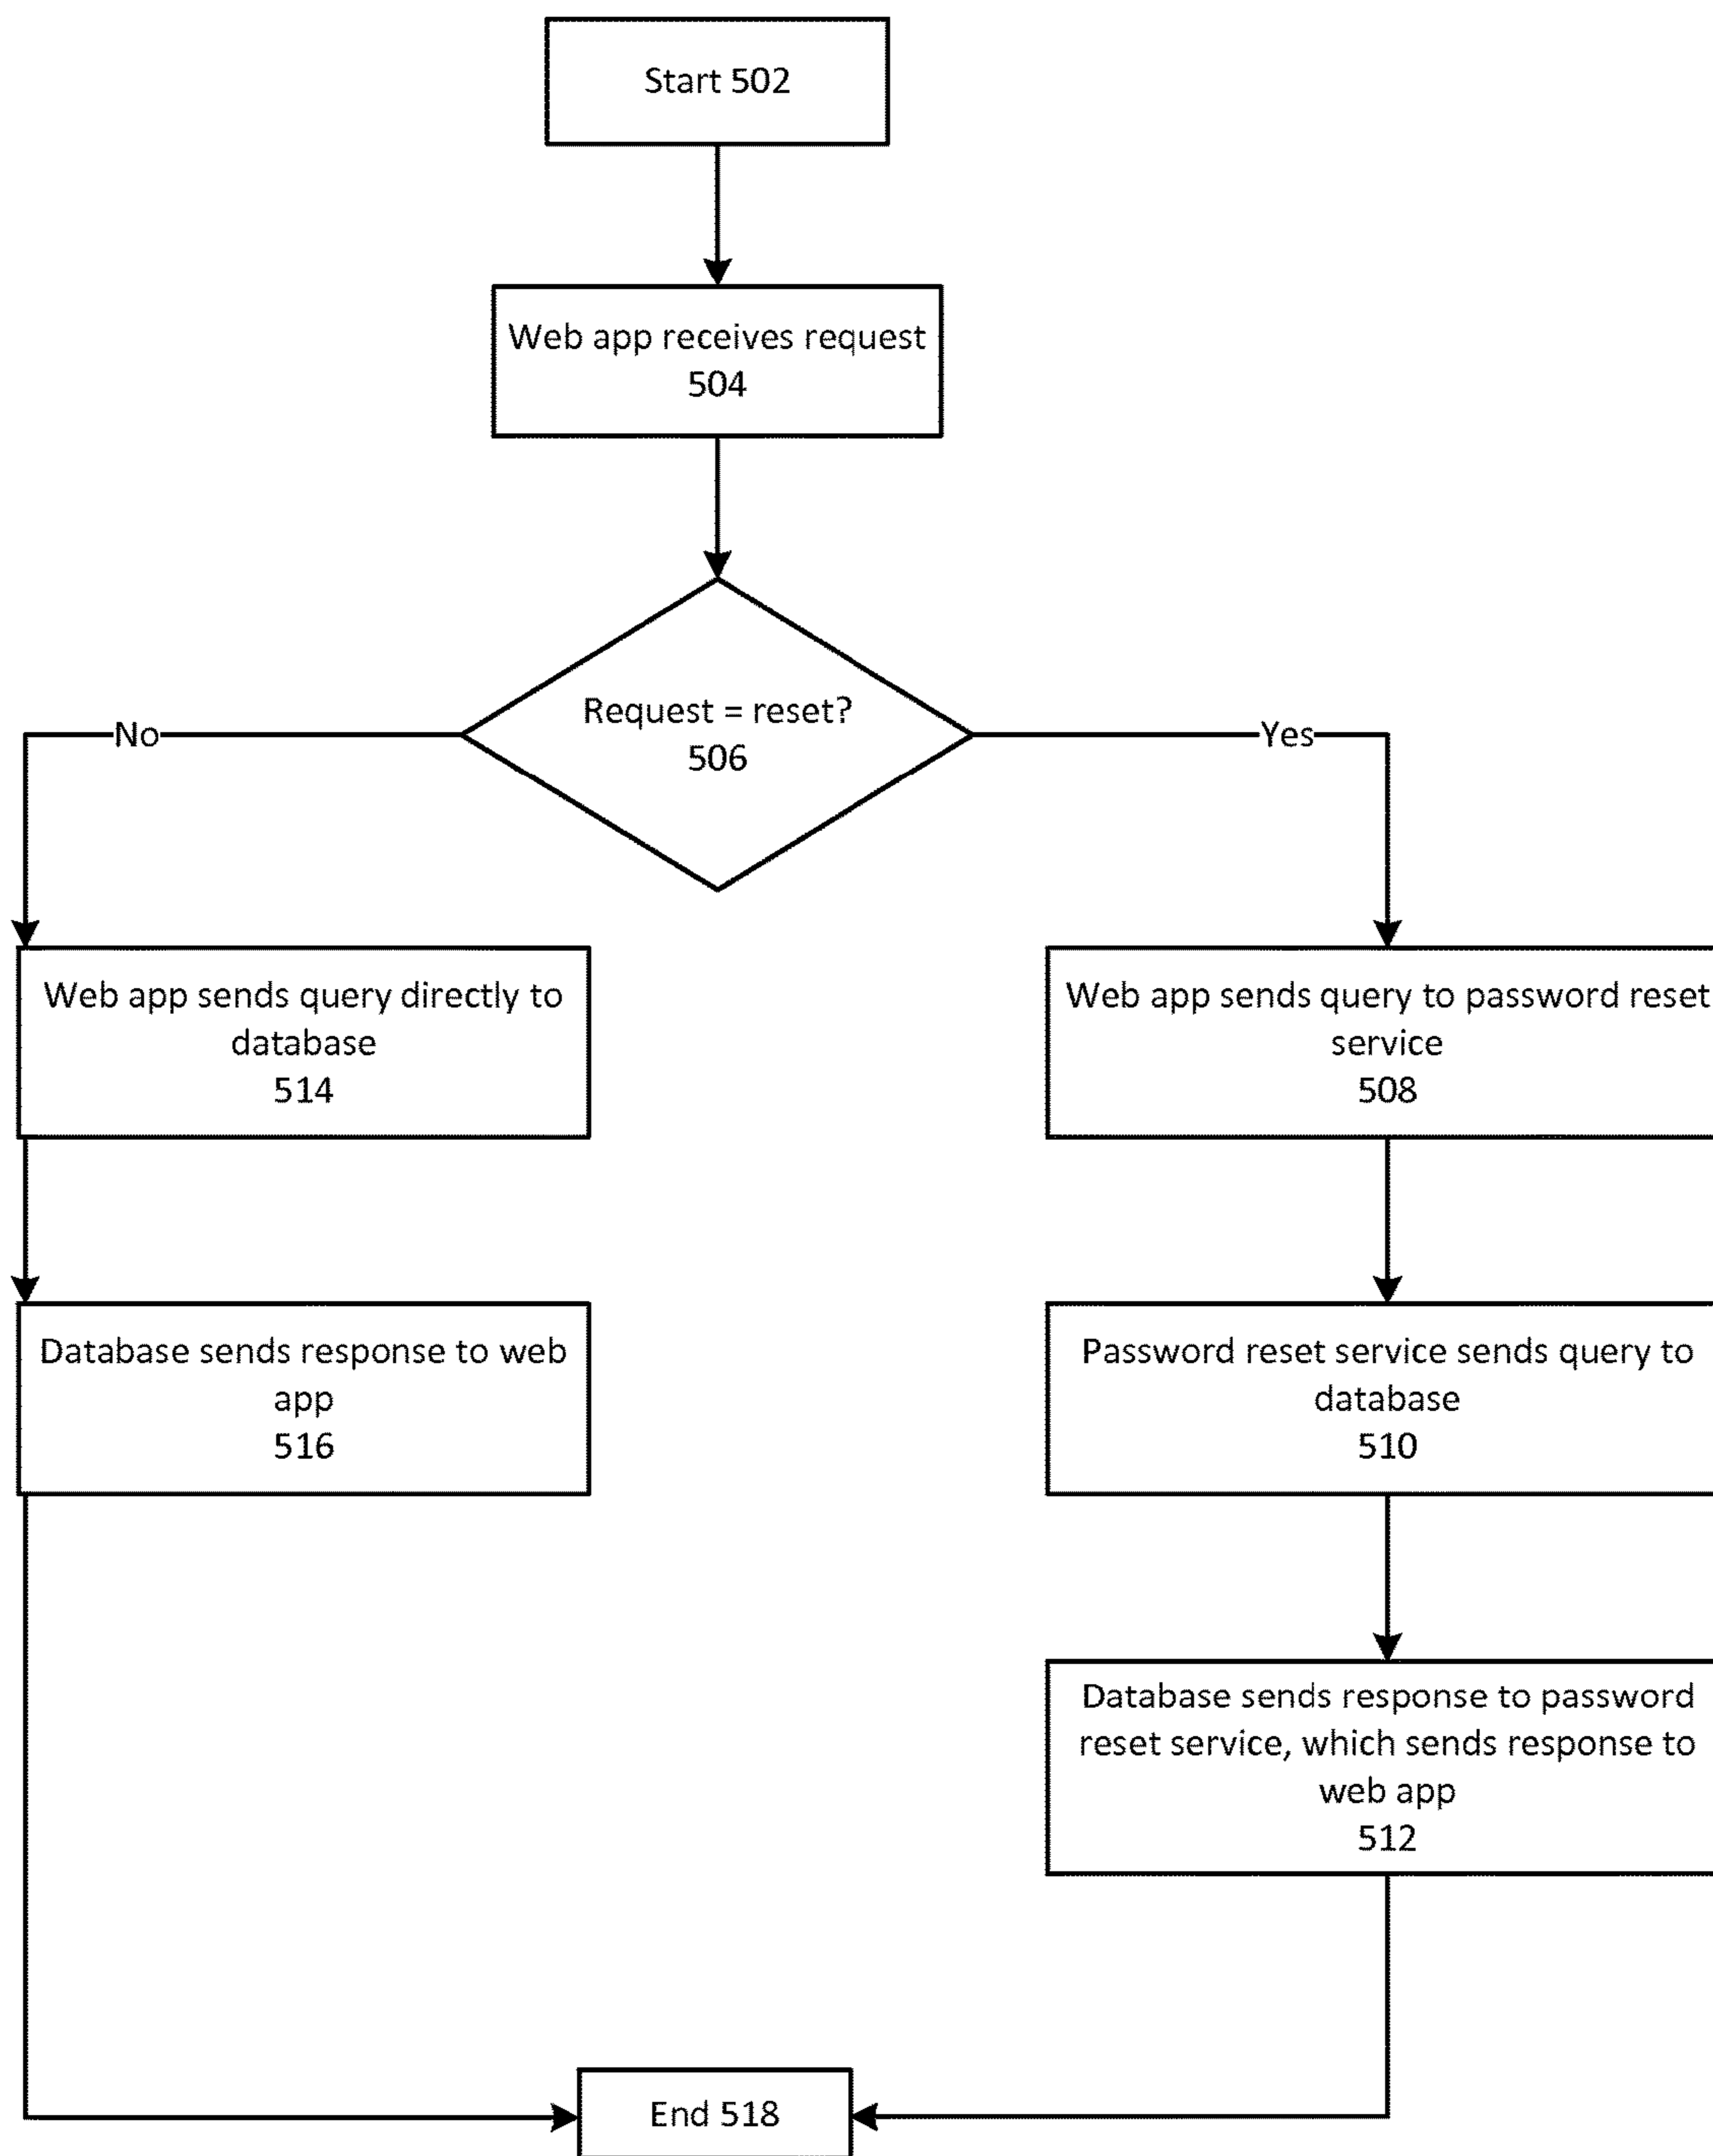 Start 502
Web app receives request
504
Request = reset?
506
No
Yes
Web app sends query directly to
database
514
Web app sends query to password reset
service
508
Database sends response to web
app
516
Password reset service sends query to
database
510
Database sends response to password
reset service, which sends response to
web app
512
End 518